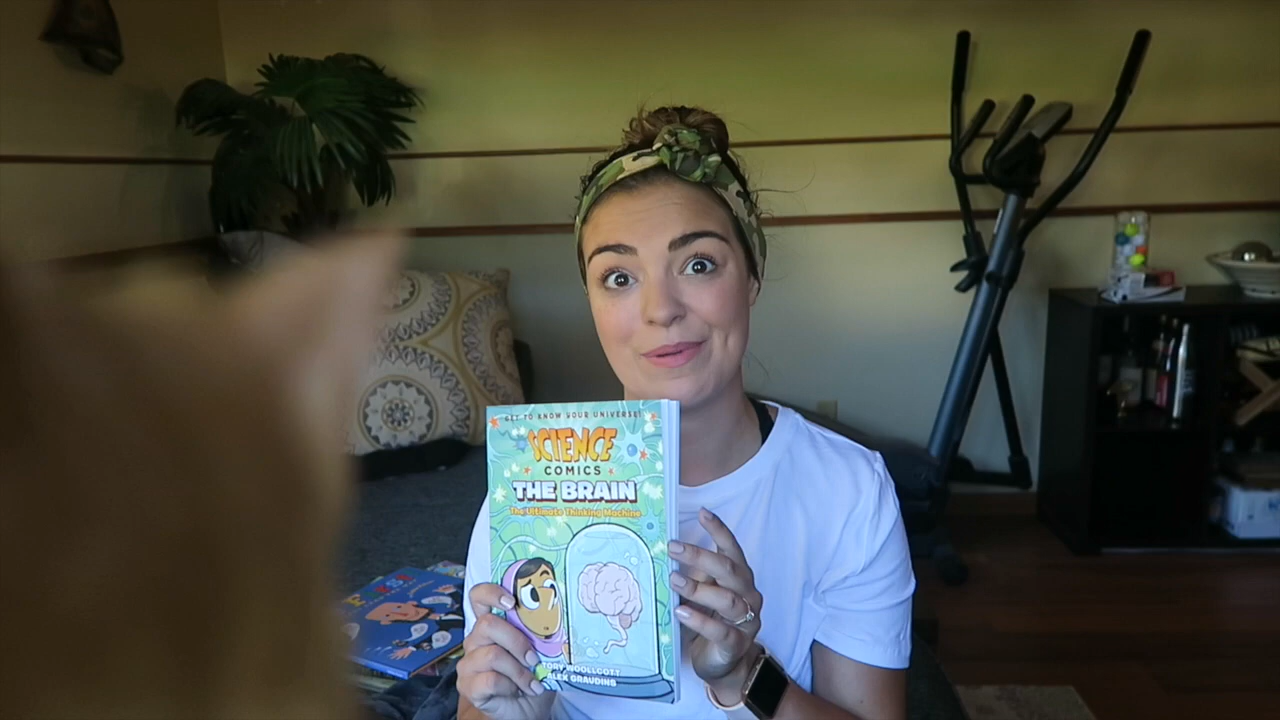 GET TO KNOW YOUR UNIVERSE!
SCIENCE
COMICS
THE BRAIN
The Ultimate Thinking Machine
TORY WOOLLCOTT
ALEX GRAUDINS